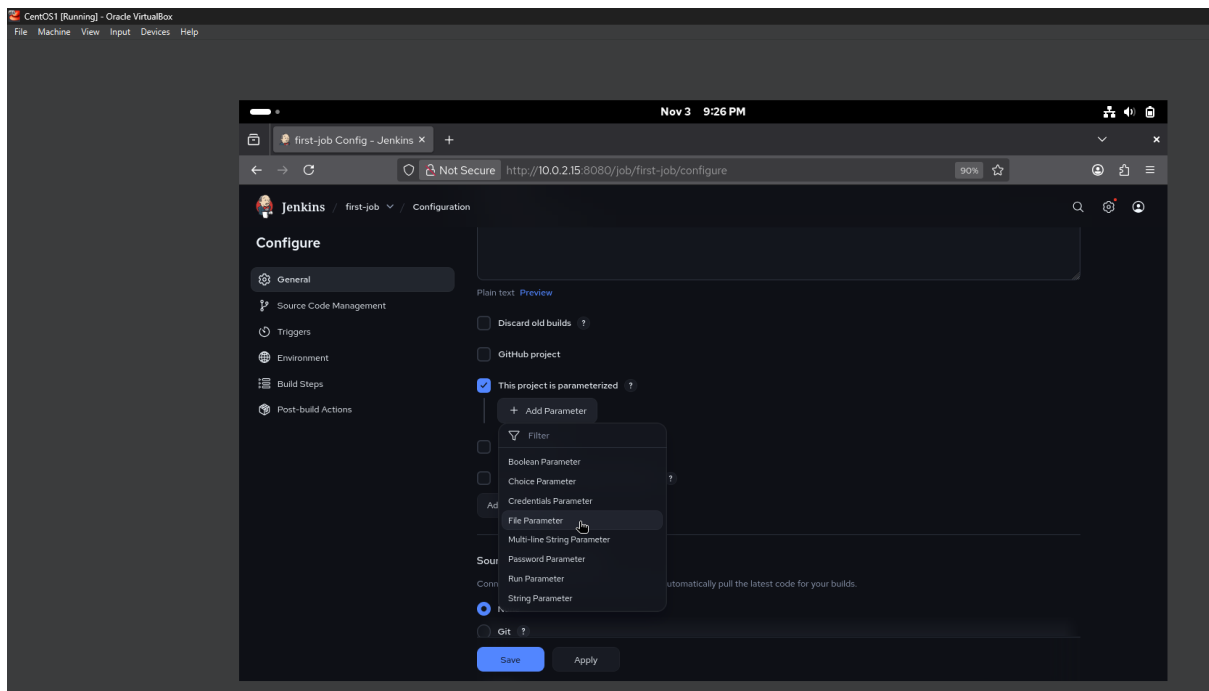 CentOS1 [Running] - Oracle VirtualBox
File Machine View Input Devices Help
Nov 3 9:26 PM
first-job Config - Jenkins × +
Not Secure http://10.0.2.15:8080/job/first-job/configure 90%
Jenkins / first-job / Configuration
Configure
General
Source Code Management
Triggers
Environment
Build Steps
Post-build Actions
Plain text Preview
Discard old builds ?
GitHub project
This project is parameterized ?
+ Add Parameter
Filter
Boolean Parameter
Choice Parameter
?
Credentials Parameter
Ad
File Parameter
Multi-line String Parameter
Password Parameter
Sour
Run Parameter
Conn utomatically pull the latest code for your builds.
String Parameter
Git ?
Save Apply